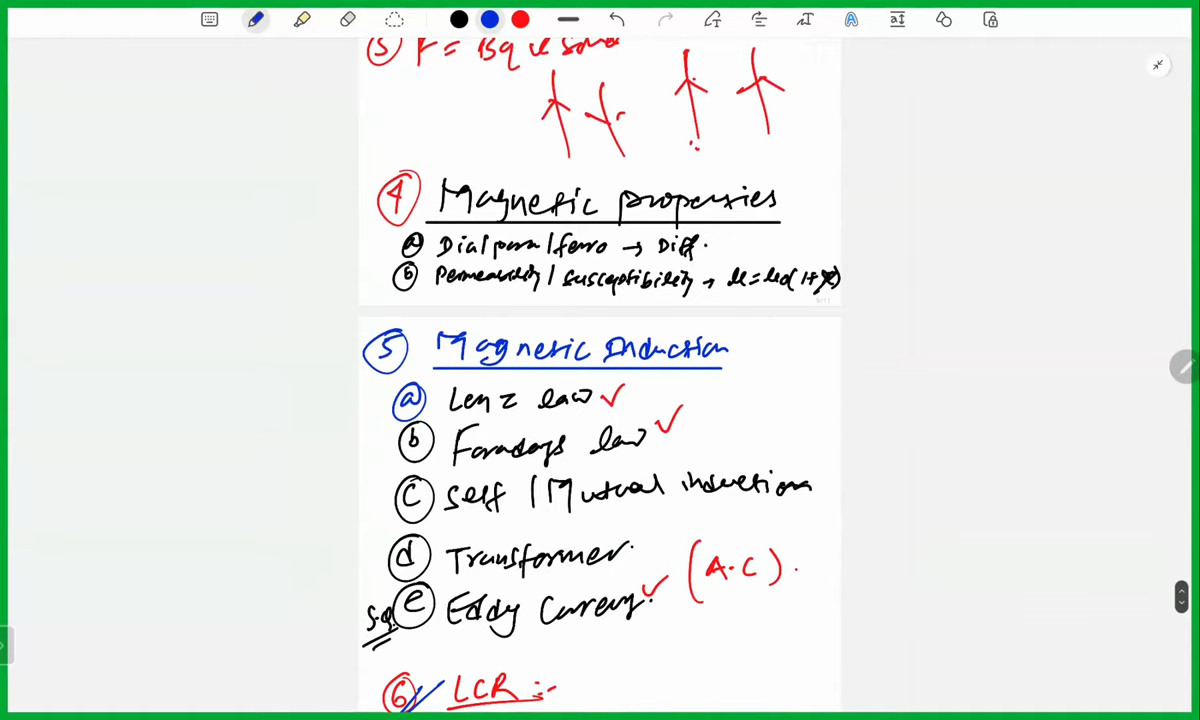 ③ F = Bqv sinθ
④ Magnetic properties
ⓐ Dia/para/ferro → Diff.
ⓑ Permeability / susceptibility → μ=μ0(1+χ)
⑤ Magnetic Induction
ⓐ Lenz law ✓
ⓑ Faradays law ✓
ⓒ Self / Mutual induction
ⓓ Transformer. (A.C).
S.Q. ⓔ Eddy Current. ✓
⑥ LCR :-